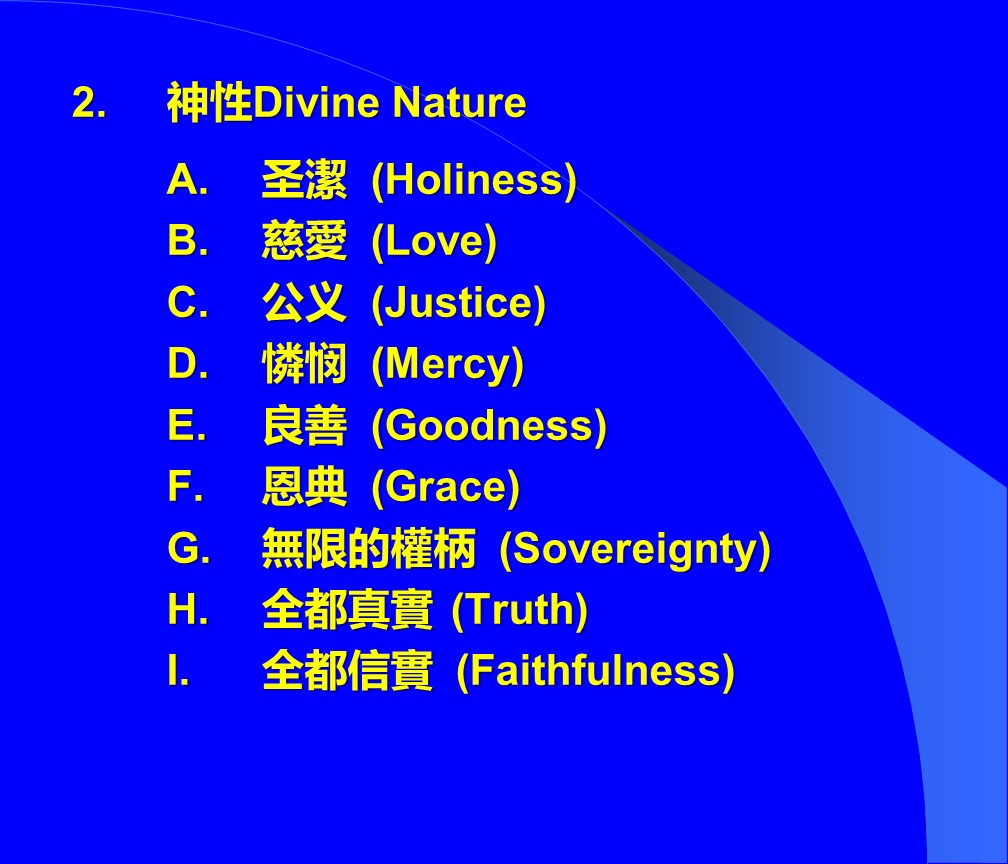 2. 神性Divine Nature
A. 圣潔 (Holiness)
B. 慈愛 (Love)
C. 公义 (Justice)
D. 憐悯 (Mercy)
E. 良善 (Goodness)
F. 恩典 (Grace)
G. 無限的權柄 (Sovereignty)
H. 全都真實 (Truth)
I. 全都信實 (Faithfulness)